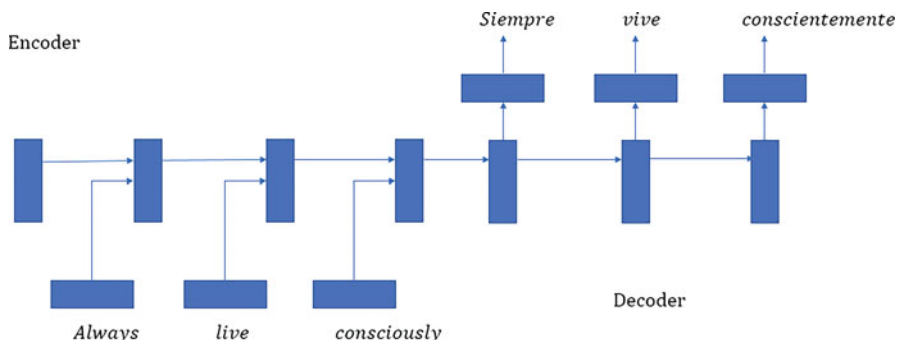 Siempre vive conscientemente
Encoder
Decoder
Always live consciously